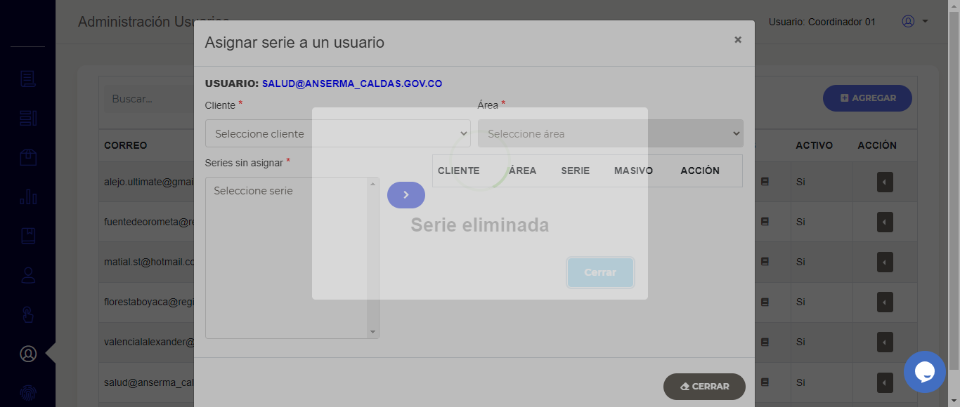 Administración Usuarios
Usuario: Coordinador 01
Asignar serie a un usuario
×
USUARIO: SALUD@ANSERMA_CALDAS.GOV.CO
Cliente *
Área *
Seleccione cliente
Seleccione área
Series sin asignar *
Seleccione serie
CLIENTE ÁREA SERIE MASIVO ACCIÓN
Serie eliminada
Cerrar
CERRAR
Buscar...
AGREGAR
CORREO ACTIVO ACCIÓN
alejo.ultimate@gmai Si
fuentedeorometa@re Si
matial.st@hotmail.co Si
florestaboyaca@regi Si
valencialalexander@ Si
salud@anserma_cal Si